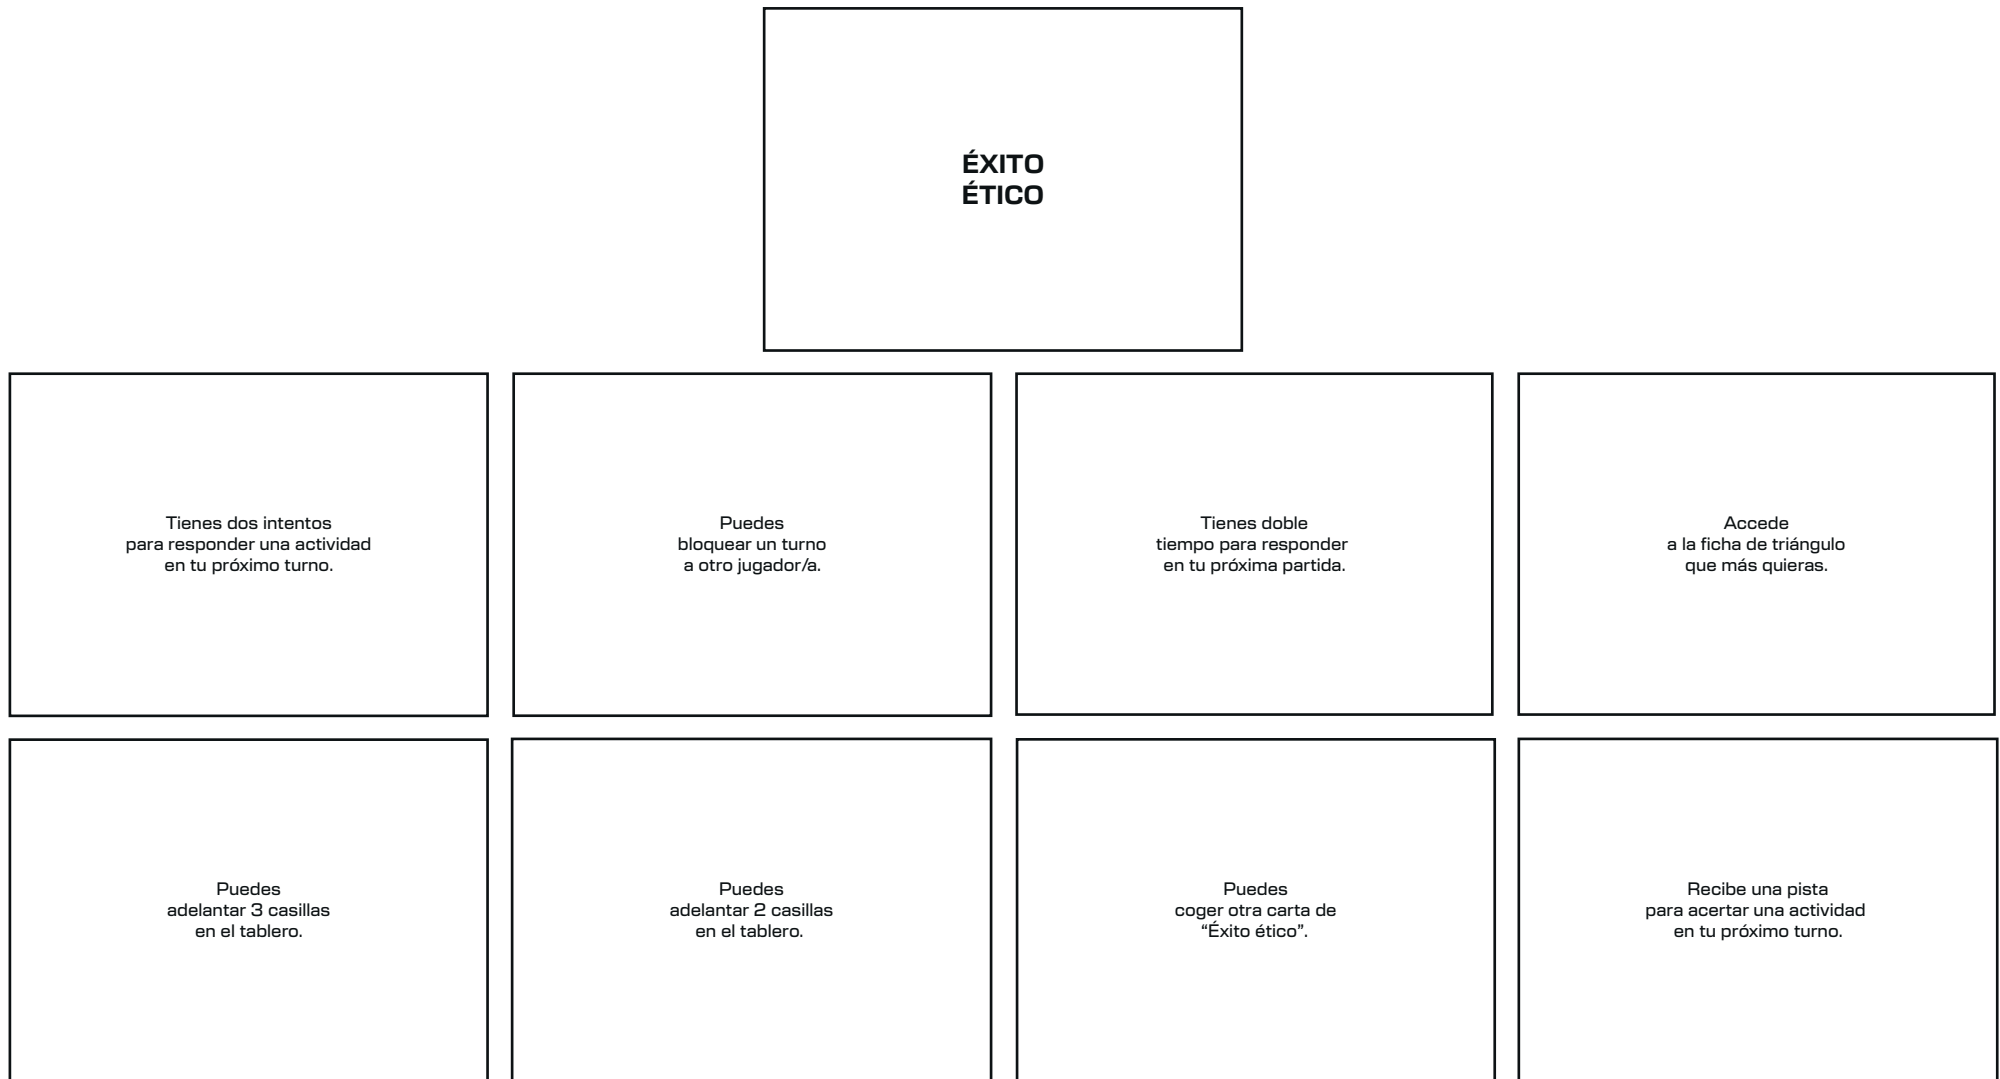 ÉXITO
ÉTICO
Tienes dos intentos
para responder una actividad
en tu próximo turno.
Puedes
bloquear un turno
a otro jugador/a.
Tienes doble
tiempo para responder
en tu próxima partida.
Accede
a la ficha de triángulo
que más quieras.
Puedes
adelantar 3 casillas
en el tablero.
Puedes
adelantar 2 casillas
en el tablero.
Puedes
coger otra carta de
“Éxito ético”.
Recibe una pista
para acertar una actividad
en tu próximo turno.